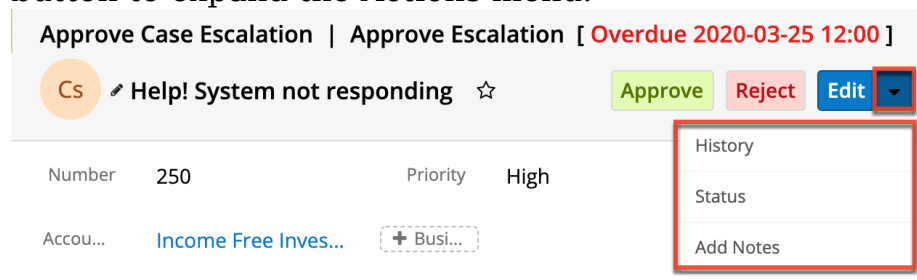 button to expand the Actions menu.
Approve Case Escalation | Approve Escalation [ Overdue 2020-03-25 12:00 ]
Cs Help! System not responding Approve Reject Edit
History
Number 250 Priority High
Status
Accou... Income Free Inves... + Busi...
Add Notes